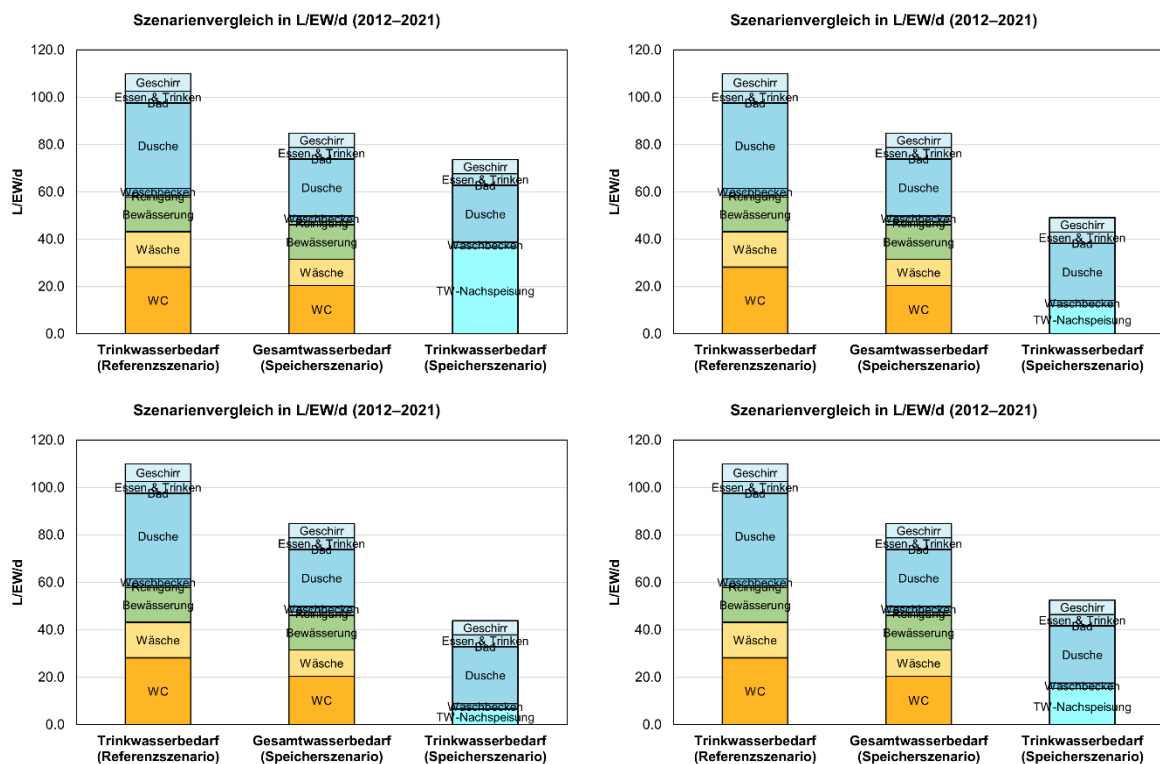 Szenarienvergleich in L/EW/d (2012–2021)
120.0
100.0
80.0
60.0
40.0
20.0
0.0
L/EW/d
Geschirr
Essen & Trinken
Bad
Dusche
Waschbecken
Reinigung
Bewässerung
Wäsche
WC
Geschirr
Essen & Trinken
Bad
Dusche
Waschbecken
Reinigung
Bewässerung
Wäsche
WC
Geschirr
Essen & Trinken
Bad
Dusche
Waschbecken
TW-Nachspeisung
Trinkwasserbedarf
(Referenzszenario)
Gesamtwasserbedarf
(Speicherszenario)
Trinkwasserbedarf
(Speicherszenario)
Szenarienvergleich in L/EW/d (2012–2021)
120.0
100.0
80.0
60.0
40.0
20.0
0.0
L/EW/d
Geschirr
Essen & Trinken
Bad
Dusche
Waschbecken
Reinigung
Bewässerung
Wäsche
WC
Geschirr
Essen & Trinken
Bad
Dusche
Waschbecken
Reinigung
Bewässerung
Wäsche
WC
Geschirr
Essen & Trinken
Bad
Dusche
Waschbecken
TW-Nachspeisung
Trinkwasserbedarf
(Referenzszenario)
Gesamtwasserbedarf
(Speicherszenario)
Trinkwasserbedarf
(Speicherszenario)
Szenarienvergleich in L/EW/d (2012–2021)
120.0
100.0
80.0
60.0
40.0
20.0
0.0
L/EW/d
Geschirr
Essen & Trinken
Bad
Dusche
Waschbecken
Reinigung
Bewässerung
Wäsche
WC
Geschirr
Essen & Trinken
Bad
Dusche
Waschbecken
Reinigung
Bewässerung
Wäsche
WC
Geschirr
Essen & Trinken
Bad
Dusche
Waschbecken
TW-Nachspeisung
Trinkwasserbedarf
(Referenzszenario)
Gesamtwasserbedarf
(Speicherszenario)
Trinkwasserbedarf
(Speicherszenario)
Szenarienvergleich in L/EW/d (2012–2021)
120.0
100.0
80.0
60.0
40.0
20.0
0.0
L/EW/d
Geschirr
Essen & Trinken
Bad
Dusche
Waschbecken
Reinigung
Bewässerung
Wäsche
WC
Geschirr
Essen & Trinken
Bad
Dusche
Waschbecken
Reinigung
Bewässerung
Wäsche
WC
Geschirr
Essen & Trinken
Bad
Dusche
Waschbecken
TW-Nachspeisung
Trinkwasserbedarf
(Referenzszenario)
Gesamtwasserbedarf
(Speicherszenario)
Trinkwasserbedarf
(Speicherszenario)